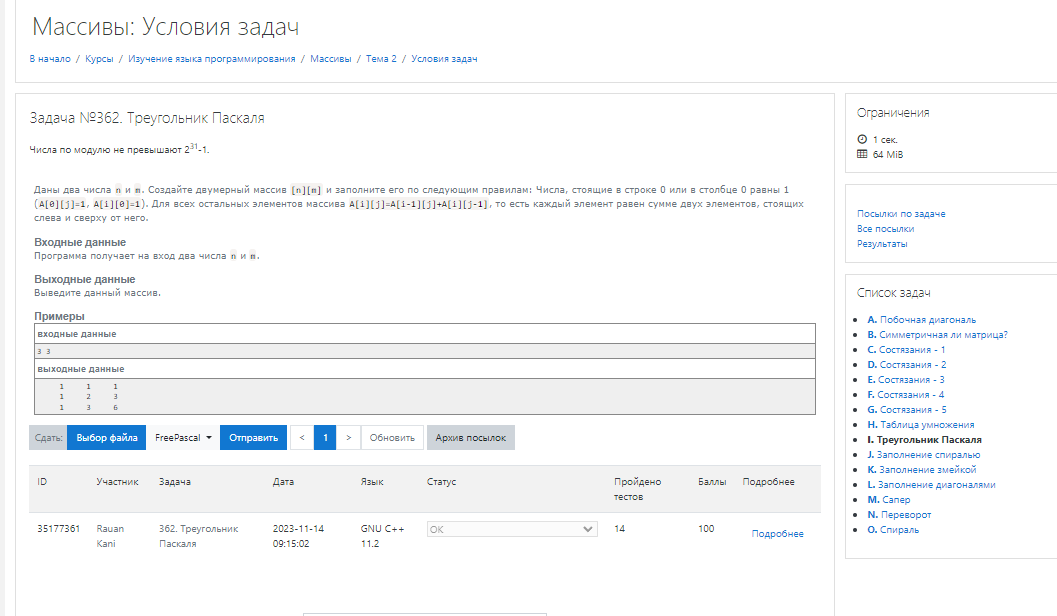 Массивы: Условия задач
В начало / Курсы / Изучение языка программирования / Массивы / Тема 2 / Условия задач
Задача №362. Треугольник Паскаля
Числа по модулю не превышают 2^31-1.
Даны два числа n и m. Создайте двумерный массив [n][m] и заполните его по следующим правилам: Числа, стоящие в строке 0 или в столбце 0 равны 1
(A[0][j]=1, A[i][0]=1). Для всех остальных элементов массива A[i][j]=A[i-1][j]+A[i][j-1], то есть каждый элемент равен сумме двух элементов, стоящих
слева и сверху от него.
Входные данные
Программа получает на вход два числа n и m.
Выходные данные
Выведите данный массив.
Примеры
входные данные
3 3
выходные данные
1 1 1
1 2 3
1 3 6
Сдать: Выбор файла FreePascal Отправить < 1 > Обновить Архив посылок
ID Участник Задача Дата Язык Статус Пройдено Баллы Подробнее
тестов
35177361 Rauan 362. Треугольник 2023-11-14 GNU C++ OK 14 100 Подробнее
Kani Паскаля 09:15:02 11.2
Ограничения
1 сек.
64 MiB
Посылки по задаче
Все посылки
Результаты
Список задач
A. Побочная диагональ
B. Симметричная ли матрица?
C. Состязания - 1
D. Состязания - 2
E. Состязания - 3
F. Состязания - 4
G. Состязания - 5
H. Таблица умножения
I. Треугольник Паскаля
J. Заполнение спиралью
K. Заполнение змейкой
L. Заполнение диагоналями
M. Сапер
N. Переворот
O. Спираль